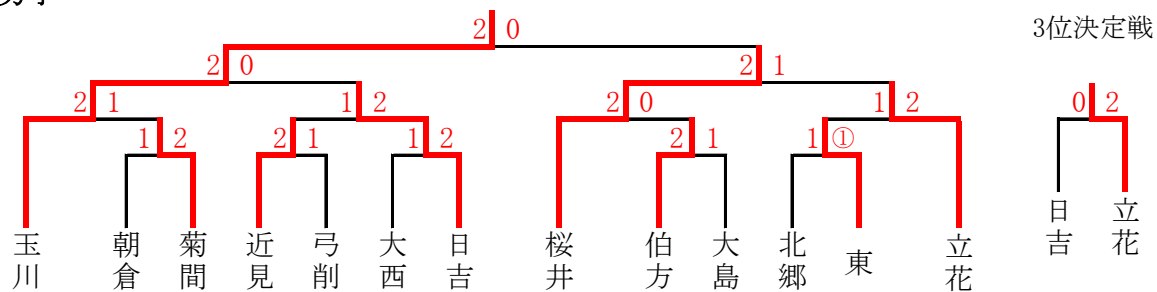 2 0
3位決定戦
2 0 2 1
2 1 1 2 2 0 1 2 0 2
1 2 2 1 1 2 2 1 1 ①
玉川 朝倉 菊間 近見 弓削 大西 日吉 桜井 伯方 大島 北郷 東 立花 日吉 立花